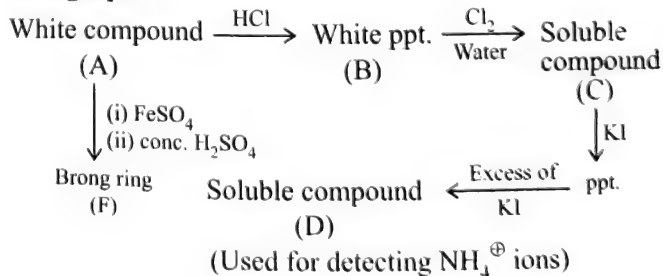 White compound HCl White ppt. Cl₂ Water Soluble compound
(A) (B) (C)
(i) FeSO₄
(ii) conc. H₂SO₄
KI
Brong ring Soluble compound Excess of KI ppt.
(F) (D)
(Used for detecting NH₄⊕ ions)